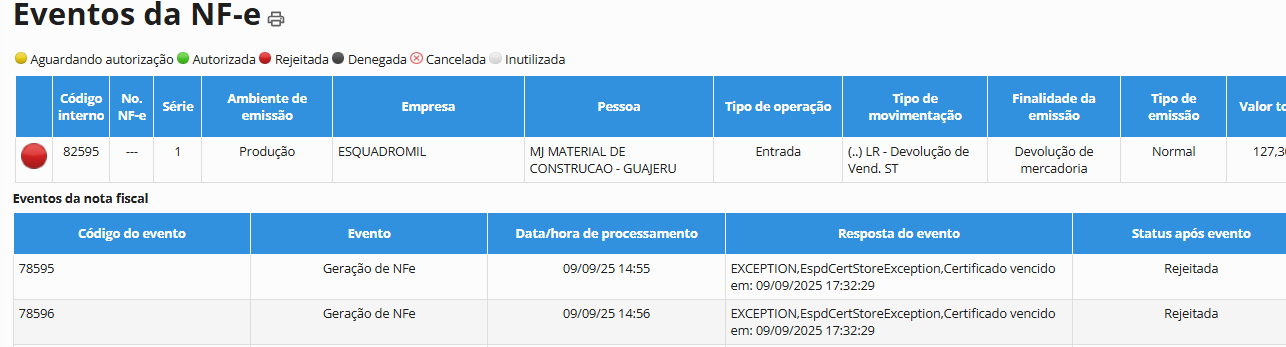 Eventos da NF-e
Aguardando autorização Autorizada Rejeitada Denegada Cancelada Inutilizada
Código interno No. NF-e Série Ambiente de emissão Empresa Pessoa Tipo de operação Tipo de movimentação Finalidade da emissão Tipo de emissão Valor
82595 --- 1 Produção ESQUADROMIL MJ MATERIAL DE CONSTRUCAO - GUAJERU Entrada (..) LR - Devolução de Vend. ST Devolução de mercadoria Normal
Eventos da nota fiscal
Código do evento Evento Data/hora de processamento Resposta do evento Status após evento
78595 Geração de NFe 09/09/25 14:55 EXCEPTION,EspdCertStoreException,Certificado vencido em: 09/09/2025 17:32:29 Rejeitada
78596 Geração de NFe 09/09/25 14:56 EXCEPTION,EspdCertStoreException,Certificado vencido em: 09/09/2025 17:32:29 Rejeitada